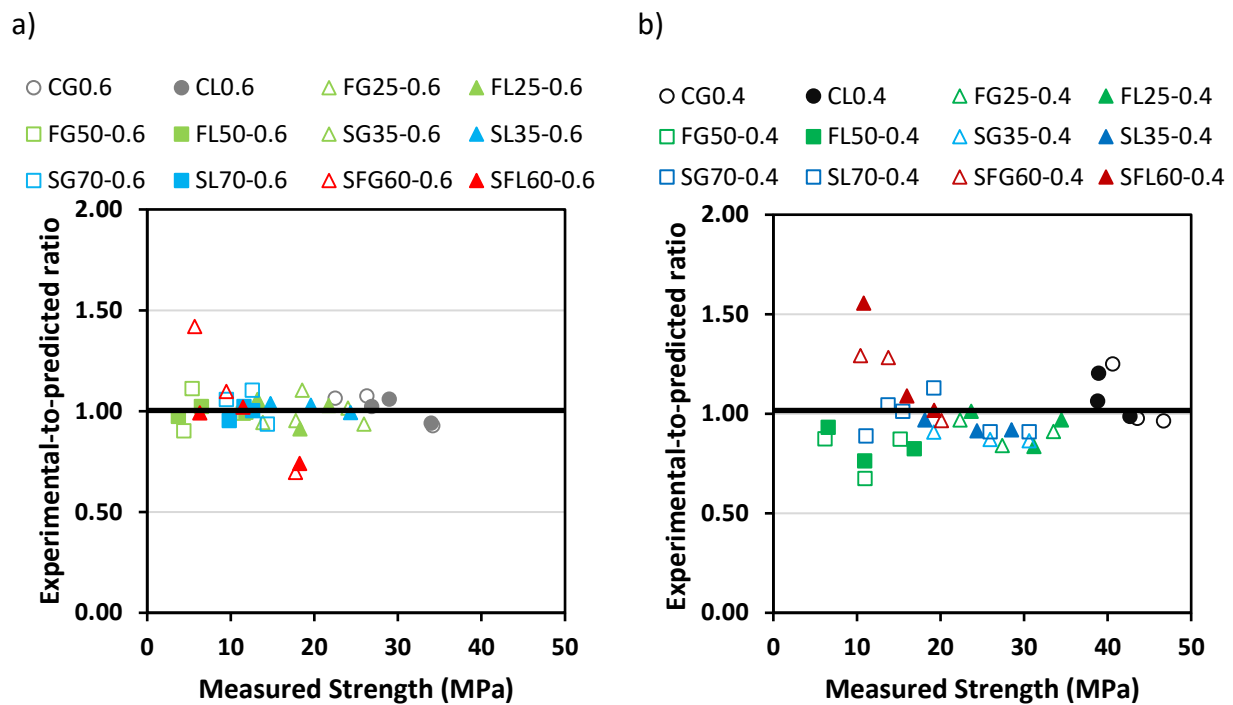 a)
CG0.6 CL0.6 FG25-0.6 FL25-0.6
FG50-0.6 FL50-0.6 SG35-0.6 SL35-0.6
SG70-0.6 SL70-0.6 SFG60-0.6 SFL60-0.6
Experimental-to-predicted ratio
2.00
1.50
1.00
0.50
0.00
0 10 20 30 40 50
Measured Strength (MPa)
b)
CG0.4 CL0.4 FG25-0.4 FL25-0.4
FG50-0.4 FL50-0.4 SG35-0.4 SL35-0.4
SG70-0.4 SL70-0.4 SFG60-0.4 SFL60-0.4
Experimental-to-predicted ratio
2.00
1.50
1.00
0.50
0.00
0 10 20 30 40 50
Measured Strength (MPa)